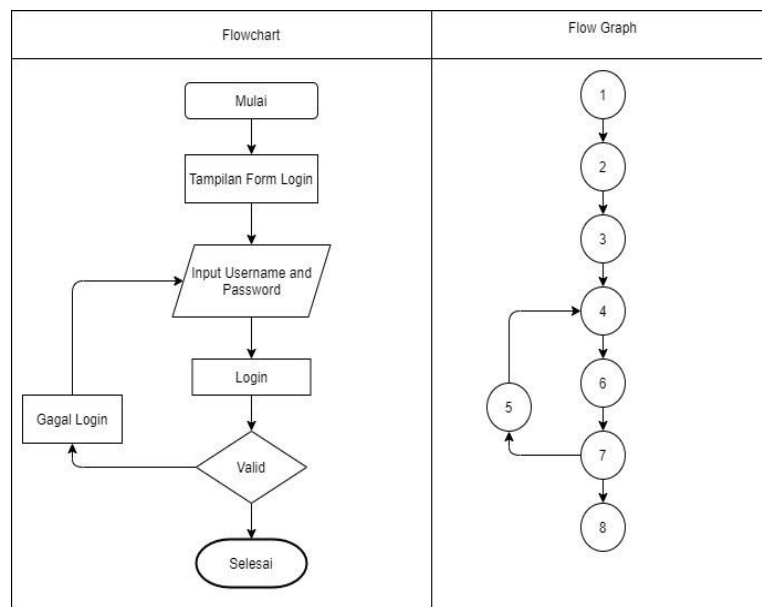 Flowchart
Flow Graph
Mulai
Tampilan Form Login
Input Username and
Password
Login
Gagal Login
Valid
Selesai
1
2
3
4
6
5
7
8